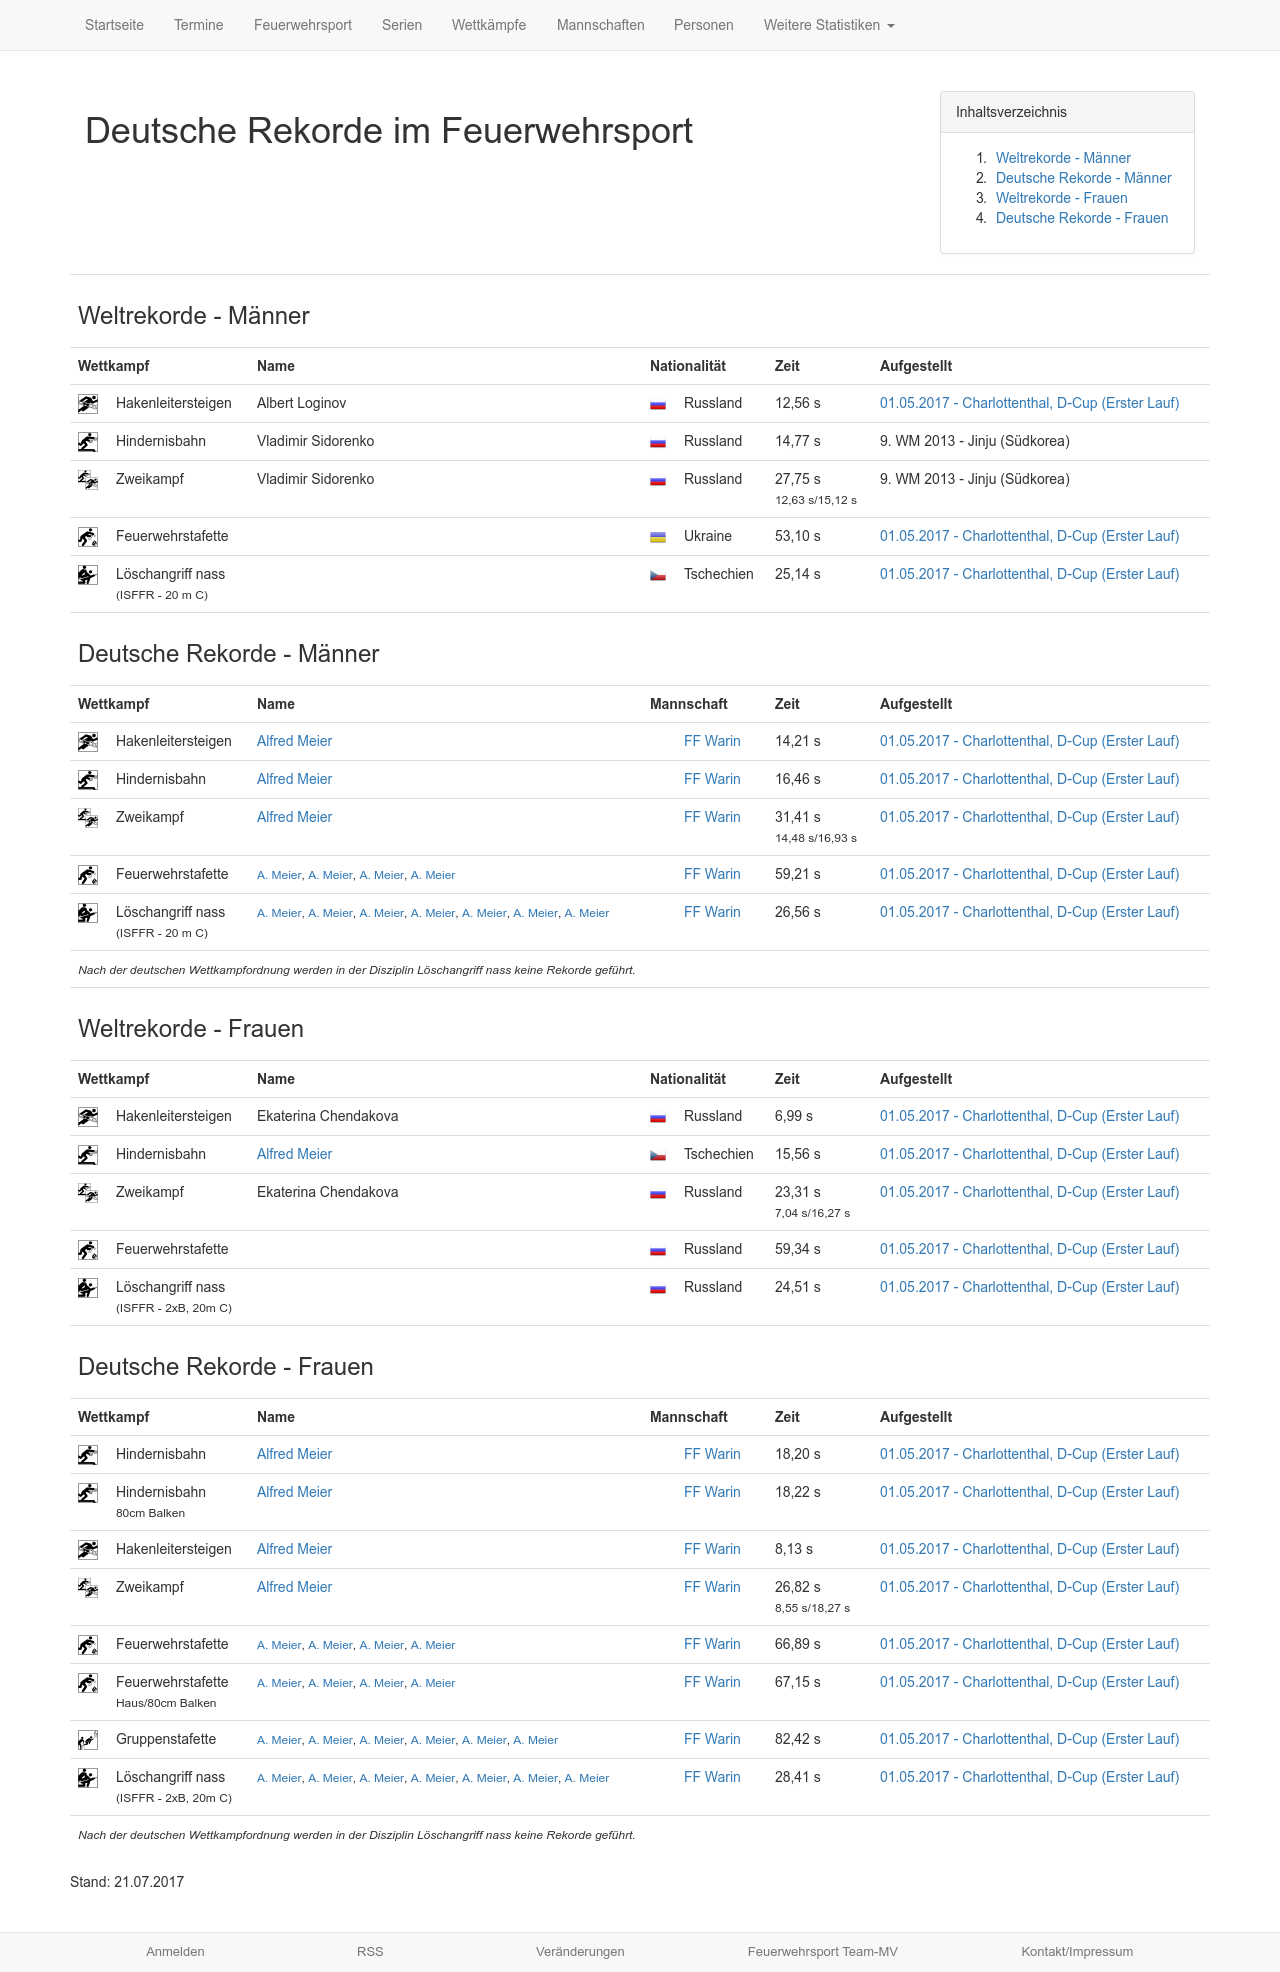 Startseite Termine Feuerwehrsport Serien Wettkämpfe Mannschaften Personen Weitere Statistiken
Deutsche Rekorde im Feuerwehrsport
Inhaltsverzeichnis
1. Weltrekorde - Männer
2. Deutsche Rekorde - Männer
3. Weltrekorde - Frauen
4. Deutsche Rekorde - Frauen
Weltrekorde - Männer
Wettkampf Name Nationalität Zeit Aufgestellt
Hakenleitersteigen Albert Loginov Russland 12,56 s 01.05.2017 - Charlottenthal, D-Cup (Erster Lauf)
Hindernisbahn Vladimir Sidorenko Russland 14,77 s 9. WM 2013 - Jinju (Südkorea)
Zweikampf Vladimir Sidorenko Russland 27,75 s 9. WM 2013 - Jinju (Südkorea)
12,63 s/15,12 s
Feuerwehrstafette Ukraine 53,10 s 01.05.2017 - Charlottenthal, D-Cup (Erster Lauf)
Löschangriff nass Tschechien 25,14 s 01.05.2017 - Charlottenthal, D-Cup (Erster Lauf)
(ISFFR - 20 m C)
Deutsche Rekorde - Männer
Wettkampf Name Mannschaft Zeit Aufgestellt
Hakenleitersteigen Alfred Meier FF Warin 14,21 s 01.05.2017 - Charlottenthal, D-Cup (Erster Lauf)
Hindernisbahn Alfred Meier FF Warin 16,46 s 01.05.2017 - Charlottenthal, D-Cup (Erster Lauf)
Zweikampf Alfred Meier FF Warin 31,41 s 01.05.2017 - Charlottenthal, D-Cup (Erster Lauf)
14,48 s/16,93 s
Feuerwehrstafette A. Meier, A. Meier, A. Meier, A. Meier FF Warin 59,21 s 01.05.2017 - Charlottenthal, D-Cup (Erster Lauf)
Löschangriff nass A. Meier, A. Meier, A. Meier, A. Meier, A. Meier, A. Meier, A. Meier FF Warin 26,56 s 01.05.2017 - Charlottenthal, D-Cup (Erster Lauf)
(ISFFR - 20 m C)
Nach der deutschen Wettkampfordnung werden in der Disziplin Löschangriff nass keine Rekorde geführt.
Weltrekorde - Frauen
Wettkampf Name Nationalität Zeit Aufgestellt
Hakenleitersteigen Ekaterina Chendakova Russland 6,99 s 01.05.2017 - Charlottenthal, D-Cup (Erster Lauf)
Hindernisbahn Alfred Meier Tschechien 15,56 s 01.05.2017 - Charlottenthal, D-Cup (Erster Lauf)
Zweikampf Ekaterina Chendakova Russland 23,31 s 01.05.2017 - Charlottenthal, D-Cup (Erster Lauf)
7,04 s/16,27 s
Feuerwehrstafette Russland 59,34 s 01.05.2017 - Charlottenthal, D-Cup (Erster Lauf)
Löschangriff nass Russland 24,51 s 01.05.2017 - Charlottenthal, D-Cup (Erster Lauf)
(ISFFR - 2xB, 20m C)
Deutsche Rekorde - Frauen
Wettkampf Name Mannschaft Zeit Aufgestellt
Hindernisbahn Alfred Meier FF Warin 18,20 s 01.05.2017 - Charlottenthal, D-Cup (Erster Lauf)
Hindernisbahn Alfred Meier FF Warin 18,22 s 01.05.2017 - Charlottenthal, D-Cup (Erster Lauf)
80cm Balken
Hakenleitersteigen Alfred Meier FF Warin 8,13 s 01.05.2017 - Charlottenthal, D-Cup (Erster Lauf)
Zweikampf Alfred Meier FF Warin 26,82 s 01.05.2017 - Charlottenthal, D-Cup (Erster Lauf)
8,55 s/18,27 s
Feuerwehrstafette A. Meier, A. Meier, A. Meier, A. Meier FF Warin 66,89 s 01.05.2017 - Charlottenthal, D-Cup (Erster Lauf)
Feuerwehrstafette A. Meier, A. Meier, A. Meier, A. Meier FF Warin 67,15 s 01.05.2017 - Charlottenthal, D-Cup (Erster Lauf)
Haus/80cm Balken
Gruppenstafette A. Meier, A. Meier, A. Meier, A. Meier, A. Meier, A. Meier FF Warin 82,42 s 01.05.2017 - Charlottenthal, D-Cup (Erster Lauf)
Löschangriff nass A. Meier, A. Meier, A. Meier, A. Meier, A. Meier, A. Meier, A. Meier FF Warin 28,41 s 01.05.2017 - Charlottenthal, D-Cup (Erster Lauf)
(ISFFR - 2xB, 20m C)
Nach der deutschen Wettkampfordnung werden in der Disziplin Löschangriff nass keine Rekorde geführt.
Stand: 21.07.2017
Anmelden RSS Veränderungen Feuerwehrsport Team-MV Kontakt/Impressum